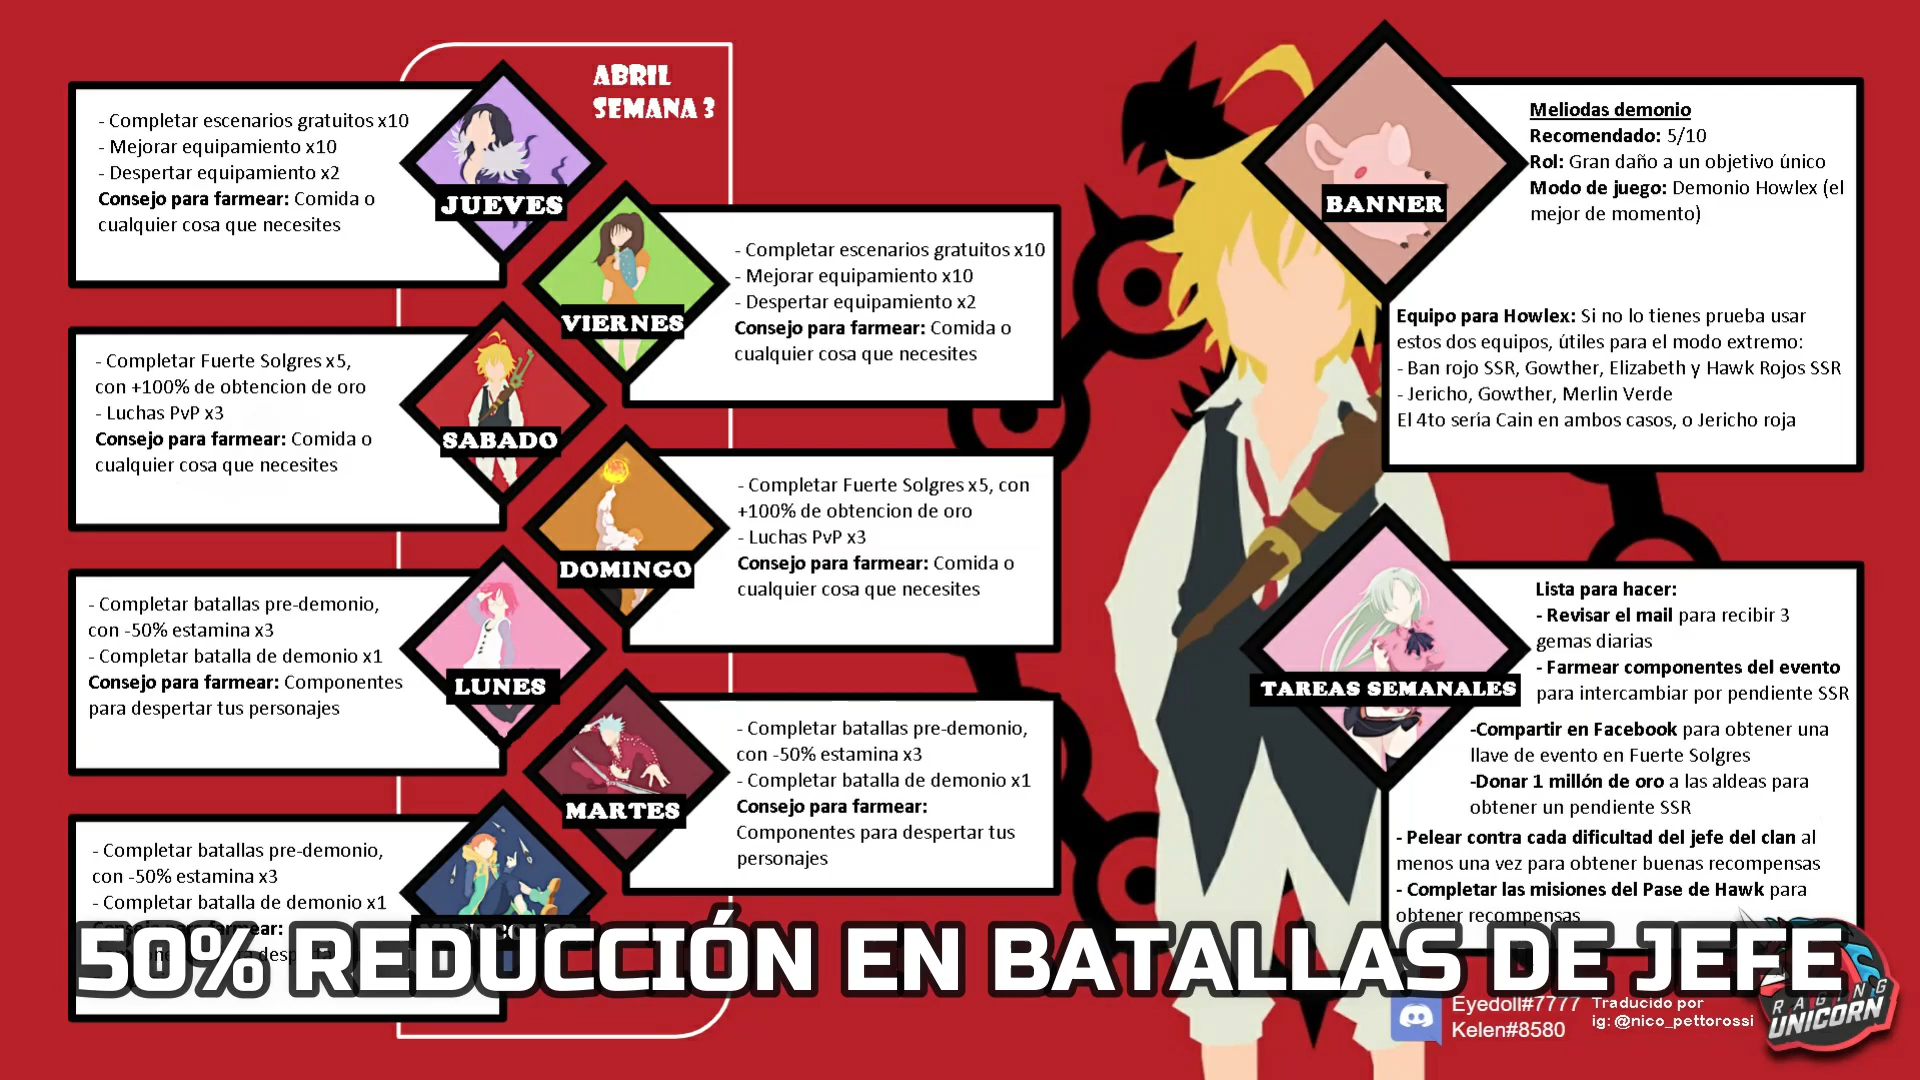 ABRIL
SEMANA 3
- Completar escenarios gratuitos x10
- Mejorar equipamiento x10
- Despertar equipamiento x2
Consejo para farmear: Comida o
cualquier cosa que necesites
JUEVES
VIERNES
- Completar escenarios gratuitos x10
- Mejorar equipamiento x10
- Despertar equipamiento x2
Consejo para farmear: Comida o
cualquier cosa que necesites
- Completar Fuerte Solgres x5,
con +100% de obtencion de oro
- Luchas PvP x3
Consejo para farmear: Comida o
cualquier cosa que necesites
SABADO
DOMINGO
- Completar Fuerte Solgres x5, con
+100% de obtencion de oro
- Luchas PvP x3
Consejo para farmear: Comida o
cualquier cosa que necesites
- Completar batallas pre-demonio,
con -50% estamina x3
- Completar batalla de demonio x1
Consejo para farmear: Componentes
para despertar tus personajes
LUNES
MARTES
- Completar batallas pre-demonio,
con -50% estamina x3
- Completar batalla de demonio x1
Consejo para farmear:
Componentes para despertar tus
personajes
- Completar batallas pre-demonio,
con -50% estamina x3
- Completar batalla de demonio x1
BANNER
Meliodas demonio
Recomendado: 5/10
Rol: Gran daño a un objetivo único
Modo de juego: Demonio Howlex (el
mejor de momento)
Equipo para Howlex: Si no lo tienes prueba usar
estos dos equipos, útiles para el modo extremo:
- Ban rojo SSR, Gowther, Elizabeth y Hawk Rojos SSR
- Jericho, Gowther, Merlin Verde
El 4to sería Cain en ambos casos, o Jericho roja
TAREAS SEMANALES
Lista para hacer:
- Revisar el mail para recibir 3
gemas diarias
- Farmear componentes del evento
para intercambiar por pendiente SSR
-Compartir en Facebook para obtener una
llave de evento en Fuerte Solgres
-Donar 1 millón de oro a las aldeas para
obtener un pendiente SSR
- Pelear contra cada dificultad del jefe del clan al
menos una vez para obtener buenas recompensas
- Completar las misiones del Pase de Hawk para
obtener recompensas
50% REDUCCIÓN EN BATALLAS DE JEFE
Eyedoll#7777
Kelen#8580
Traducido por
ig: @nico_pettorossi
RAGING
UNICORN